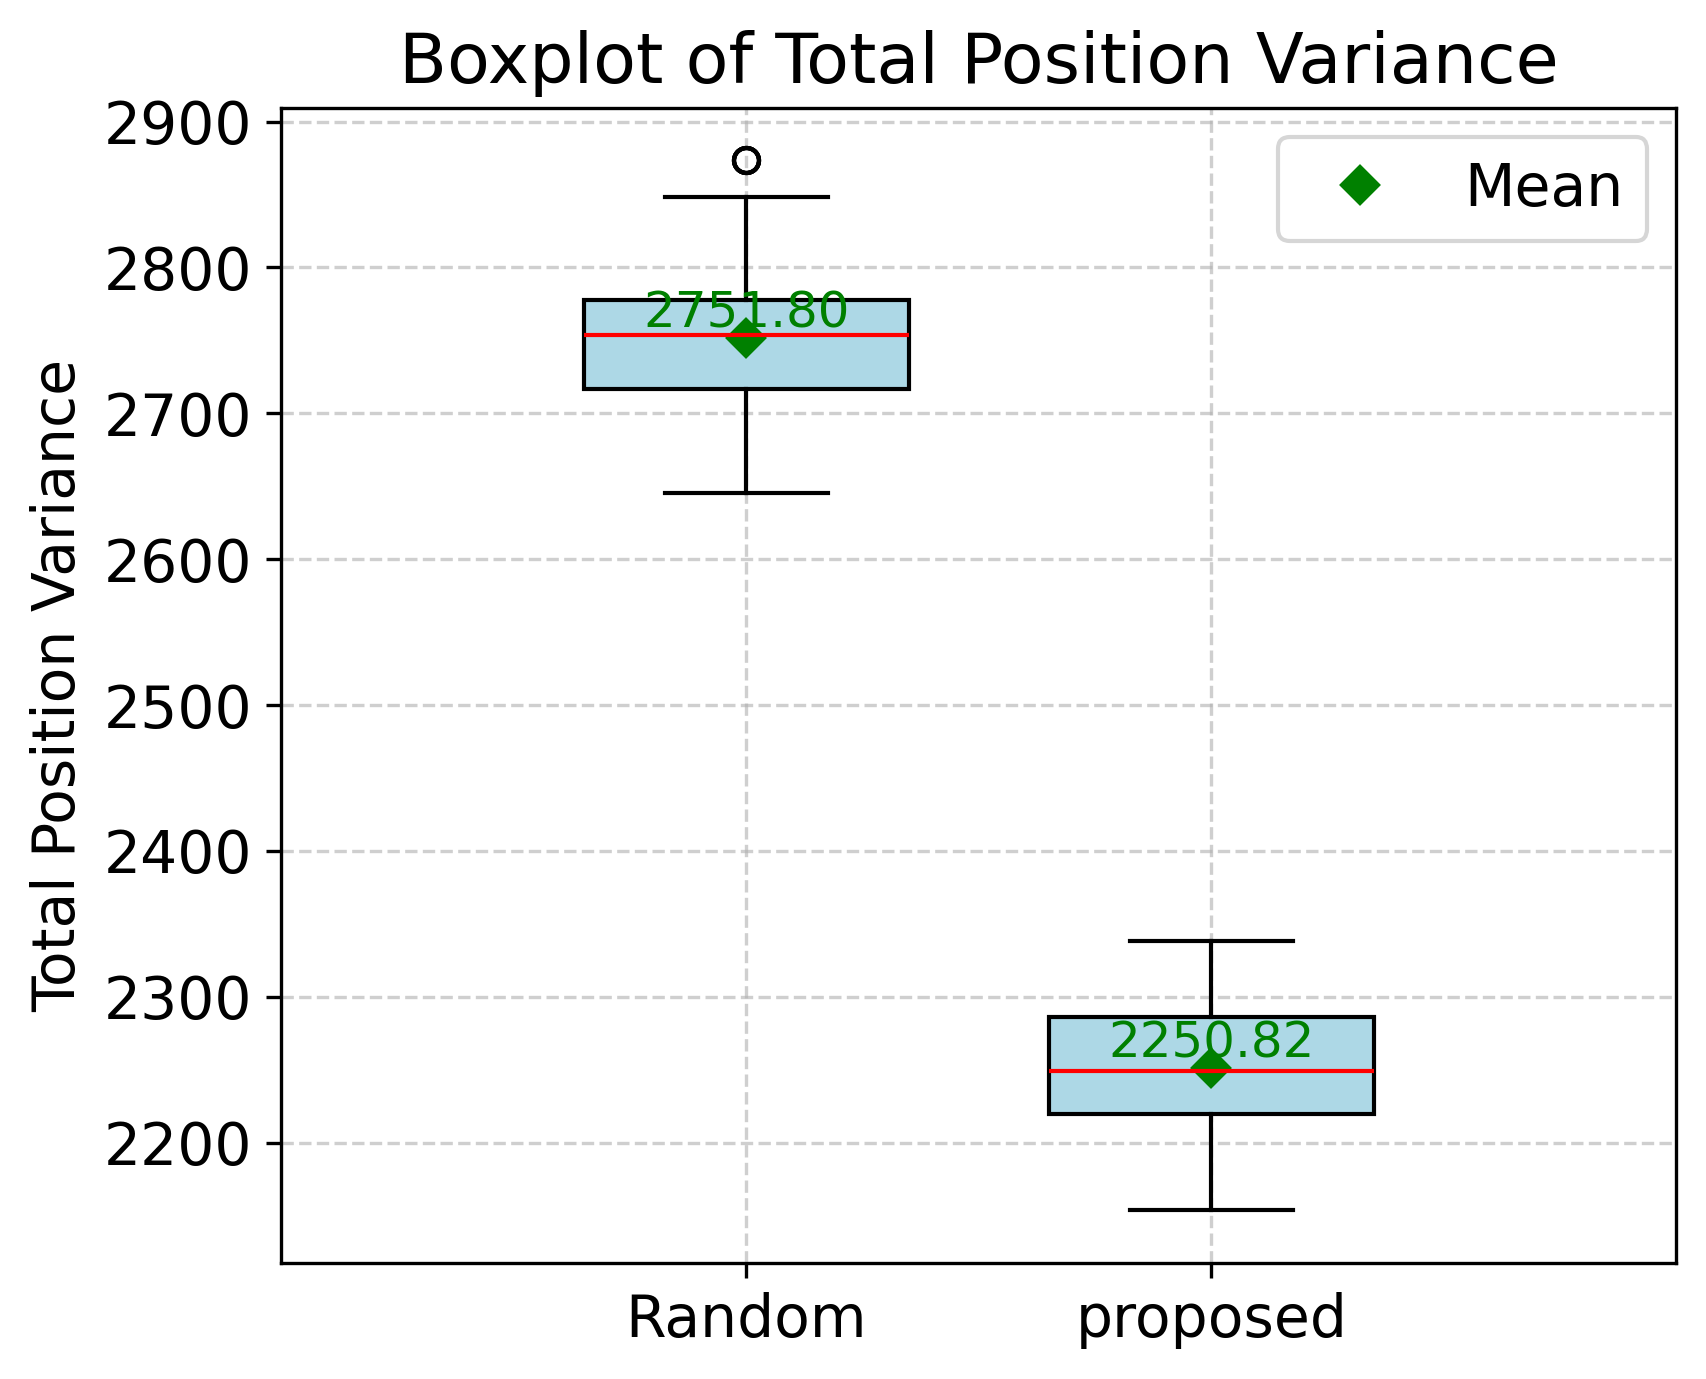 Boxplot of Total Position Variance
Total Position Variance
2900
2800
2700
2600
2500
2400
2300
2200
Mean
2751.80
2250.82
Random
proposed